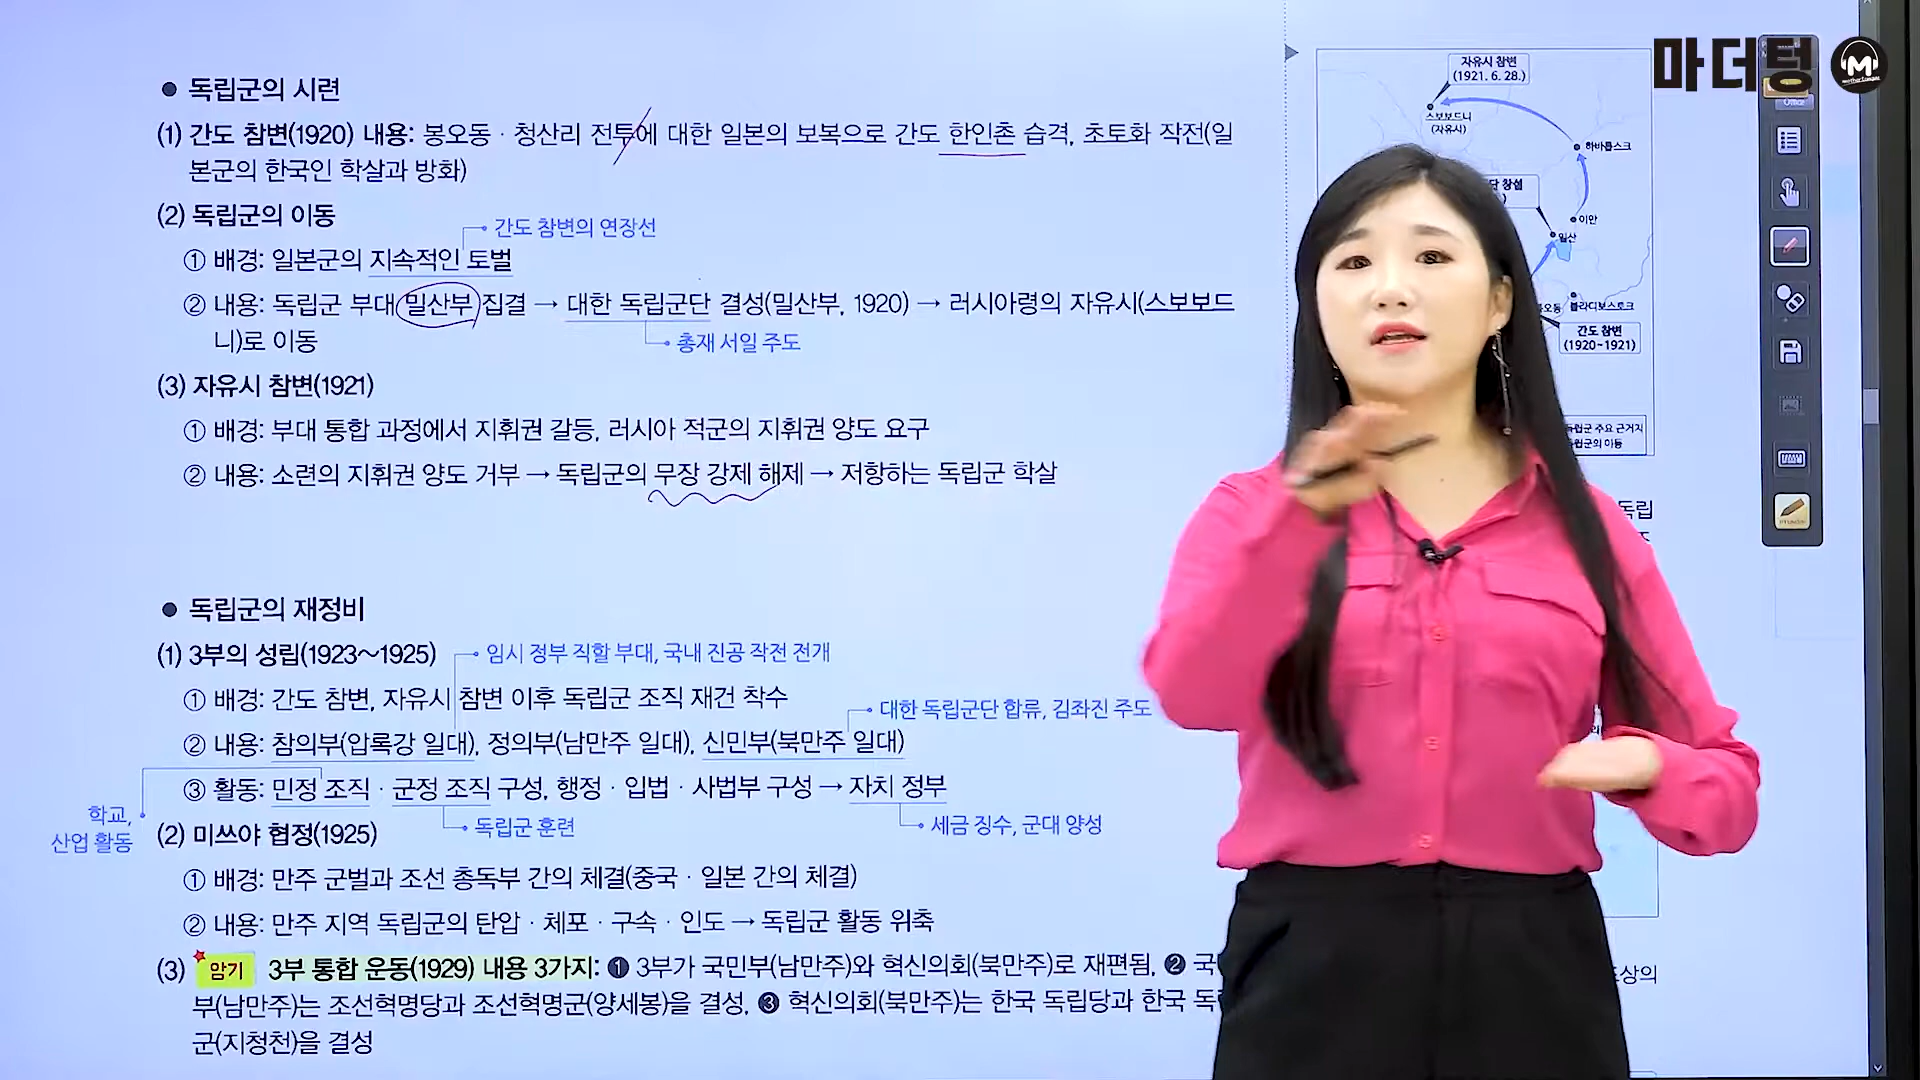 ● 독립군의 시련
(1) 간도 참변(1920) 내용: 봉오동 · 청산리 전투에 대한 일본의 보복으로 간도 한인촌 습격, 초토화 작전(일
본군의 한국인 학살과 방화)
(2) 독립군의 이동
간도 참변의 연장선
① 배경: 일본군의 지속적인 토벌
② 내용: 독립군 부대 밀산부 집결 → 대한 독립군단 결성(밀산부, 1920) → 러시아령의 자유시(스보보드
니)로 이동
총재 서일 주도
(3) 자유시 참변(1921)
① 배경: 부대 통합 과정에서 지휘권 갈등, 러시아 적군의 지휘권 양도 요구
② 내용: 소련의 지휘권 양도 거부 → 독립군의 무장 강제 해제 → 저항하는 독립군 학살
● 독립군의 재정비
(1) 3부의 성립(1923～1925)
임시 정부 직할 부대, 국내 진공 작전 전개
① 배경: 간도 참변, 자유시 참변 이후 독립군 조직 재건 착수
대한 독립군단 합류, 김좌진 주도
② 내용: 참의부(압록강 일대), 정의부(남만주 일대), 신민부(북만주 일대)
③ 활동: 민정 조직 · 군정 조직 구성, 행정 · 입법 · 사법부 구성 → 자치 정부
학교,
산업 활동
독립군 훈련
세금 징수, 군대 양성
(2) 미쓰야 협정(1925)
① 배경: 만주 군벌과 조선 총독부 간의 체결(중국 · 일본 간의 체결)
② 내용: 만주 지역 독립군의 탄압 · 체포 · 구속 · 인도 → 독립군 활동 위축
(3) 암기 3부 통합 운동(1929) 내용 3가지: ❶ 3부가 국민부(남만주)와 혁신의회(북만주)로 재편됨, ❷
부(남만주)는 조선혁명당과 조선혁명군(양세봉)을 결성, ❸ 혁신의회(북만주)는 한국 독립당과 한국
군(지청천)을 결성
자유시 참변
(1921. 6. 28.)
스보보드니
(자유시)
하바롭스크
단 창설
이만
밀산
블라디보스토크
간도 참변
(1920~1921)
독립군 주요 근거지
독립군의 이동
독립
마더텅
M
Office